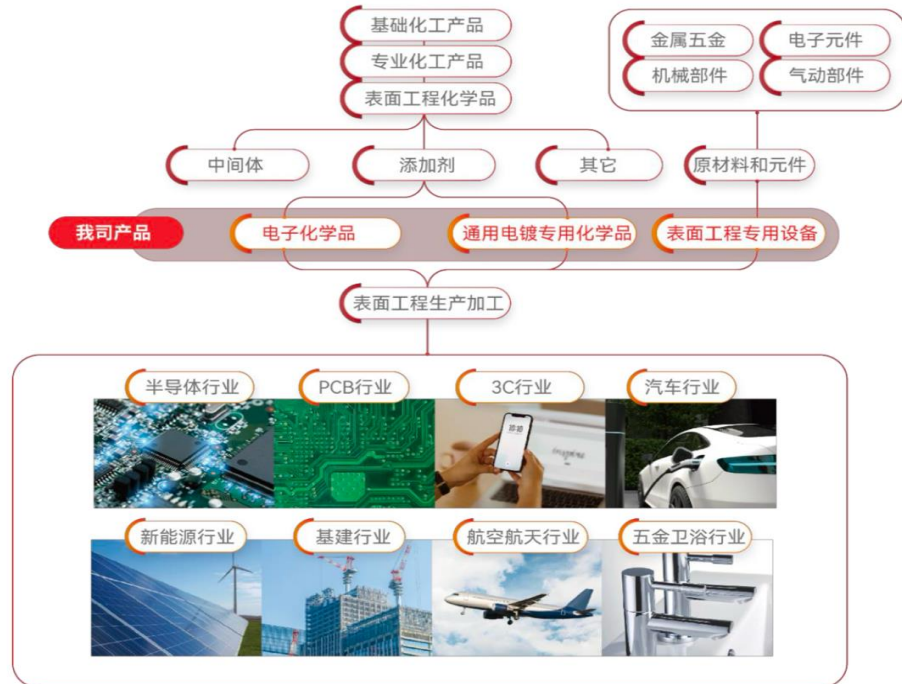 基础化工产品
专业化工产品
表面工程化学品
金属五金
电子元件
机械部件
气动部件
中间体
添加剂
其它
原材料和元件
我司产品
电子化学品
通用电镀专用化学品
表面工程专用设备
表面工程生产加工
半导体行业
PCB行业
3C行业
汽车行业
新能源行业
基建行业
航空航天行业
五金卫浴行业